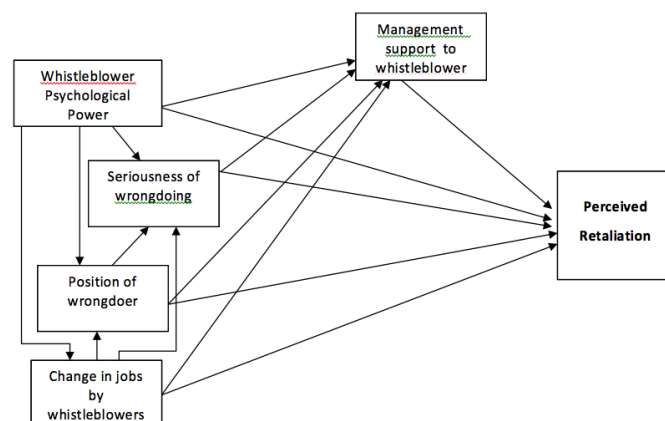 Management
support to
whistleblower
Whistleblower
Psychological
Power
Seriousness of
wrongdoing
Perceived
Retaliation
Position of
wrongdoer
Change in jobs
by
whistleblowers